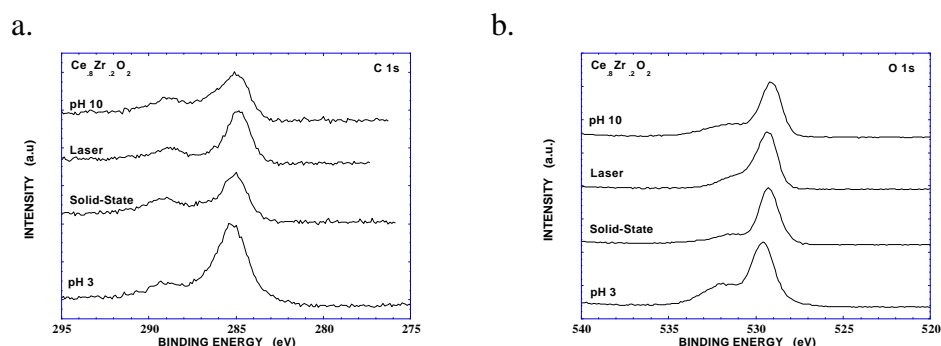 a.
Ce.8Zr.2O2
C 1s
pH 10
Laser
Solid-State
pH 3
INTENSITY (a.u)
295 290 285 280 275
BINDING ENERGY (eV)
b.
Ce.8Zr.2O2
O 1s
pH 10
Laser
Solid-State
pH 3
INTENSITY (a.u.)
540 535 530 525 520
BINDING ENERGY (eV)